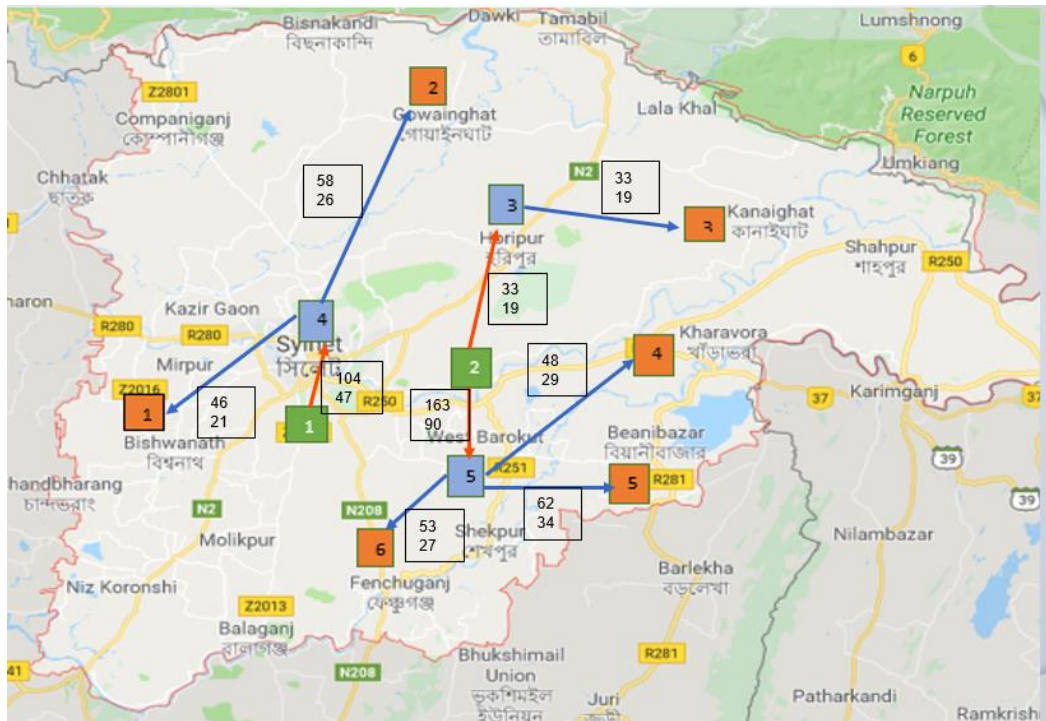 Bisnakandi
বিছনাকান্দি
Dawki
Tamabil
তামাবিল
Lumshnong
6
Z2801
2
Companiganj
কোম্পানীগঞ্জ
Gowainghat
গোয়াইনঘাট
Lala Khal
Narpuh
Reserved
Forest
Umkiang
Chhatak
ছাতক
58
26
N2
33
19
3
3
Kanaighat
কানাইঘাট
Horipur
হরিপুর
Shahpur
শাহপুর
R250
33
19
haron
Kazir Gaon
4
R280
R280
Sylhet
সিলেট
Kharavora
খাঁড়াভরা
4
Mirpur
104
47
2
48
29
Z2016
1
46
21
R250
163
90
Karimganj
37
37
1
Bishwanath
বিশ্বনাথ
West Barokut
Beanibazar
বিয়ানীবাজার
39
39
5
R251
5
R281
handbharang
চান্দভরাং
N2
N208
62
34
53
27
Shekpur
শেখপুর
6
Molikpur
Nilambazar
Niz Koronshi
Fenchuganj
ফেঞ্চুগঞ্জ
Barlekha
বড়লেখা
Z2013
Balaganj
বালাগঞ্জ
41
N208
Bhukshimail
Union
ভুকশিমইল
ইউনিয়ন
R281
Juri
Patharkandi
Ramkrish